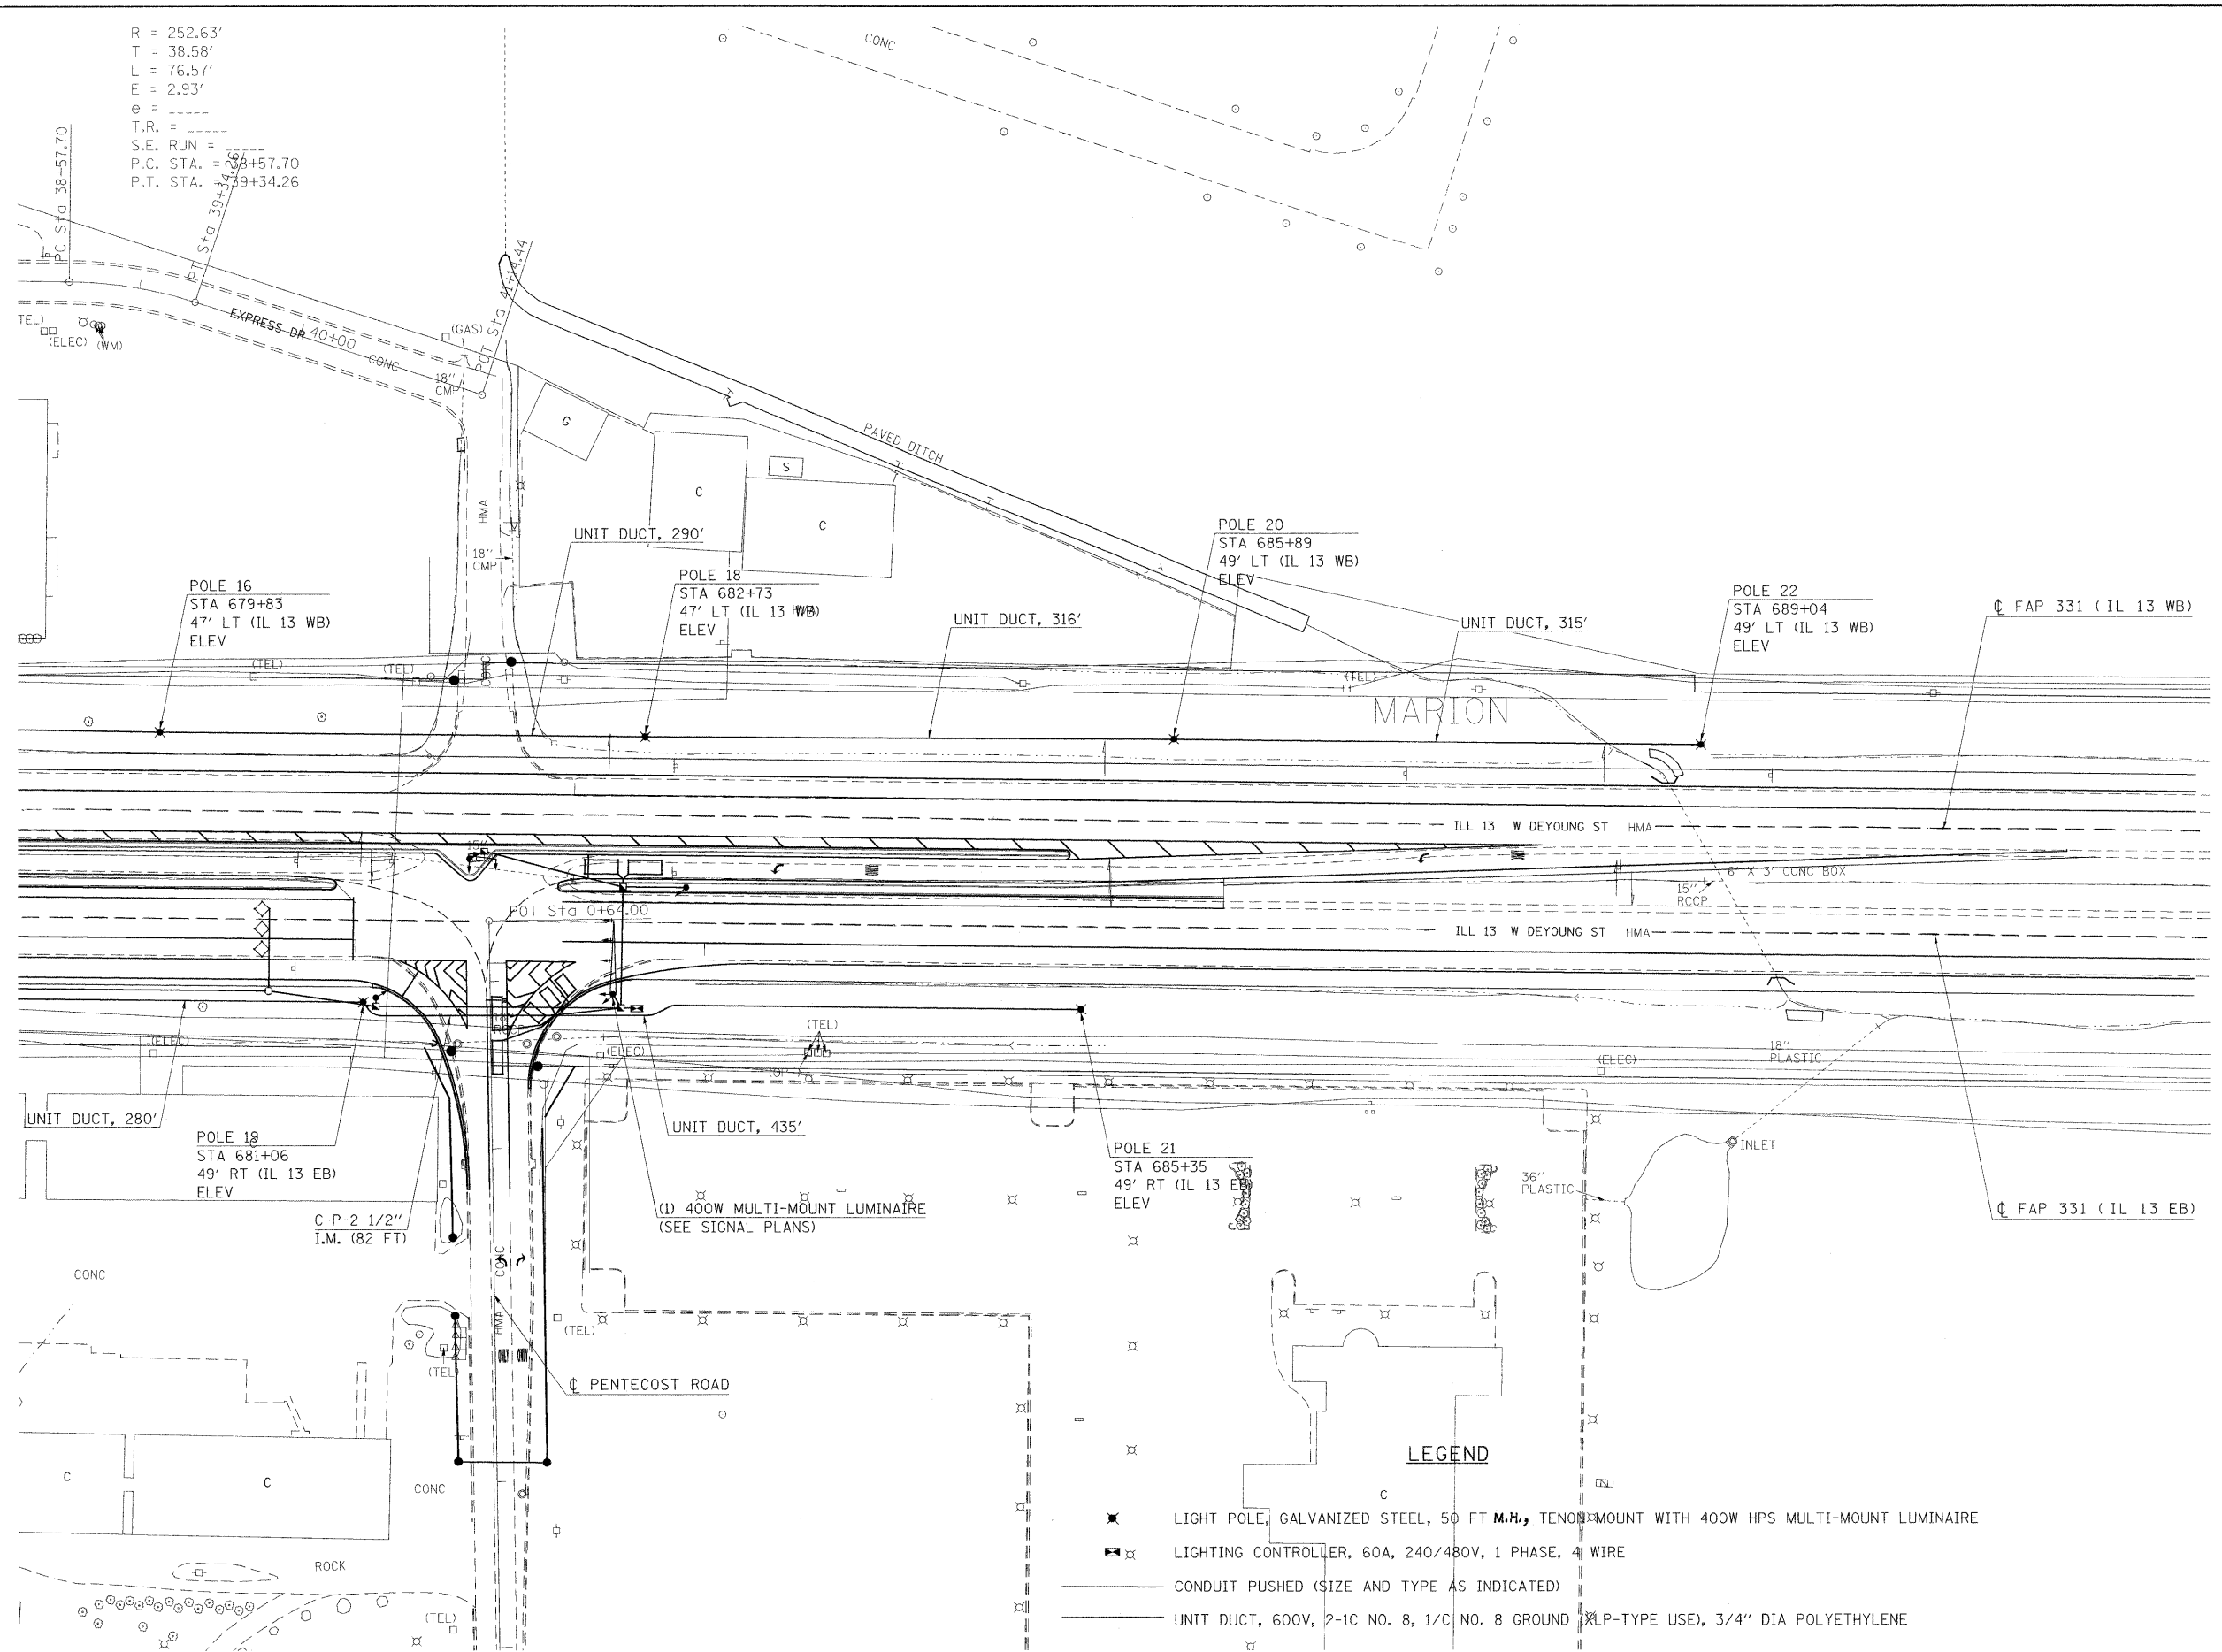 R = 252.63'
T = 38.58'
L = 76.57'
E = 2.93'
e = -----
T.R. = -----
S.E. RUN = -----
P.C. STA. = 38+57.70
P.T. STA. = 39+34.26
PC Sta 38+57.70
PT Sta 39+34.26
POT Sta 41+14.44
CONC
TEL)
(ELEC)
(WM)
EXPRESS DR
40+00
CONC
(GAS)
18"
CMP
G
HMA
18"
CMP
C
S
C
PAVED DITCH
UNIT DUCT, 290'
POLE 16
STA 679+83
47' LT (IL 13 WB)
ELEV
POLE 18
STA 682+73
47' LT (IL 13 WB)
ELEV
UNIT DUCT, 316'
POLE 20
STA 685+89
49' LT (IL 13 WB)
ELEV
UNIT DUCT, 315'
POLE 22
STA 689+04
49' LT (IL 13 WB)
ELEV
℄ FAP 331 (IL 13 WB)
(TEL)
(TEL)
CONC
(TEL)
MARION
ILL 13 W DEYOUNG ST HMA
15"
6' X 3' CONC BOX
15"
RCCP
POT Sta 0+64.00
ILL 13 W DEYOUNG ST HMA
RCCP
(ELEC)
(ELEC)
(TEL)
(ELEC)
18"
PLASTIC
UNIT DUCT, 280'
POLE 19
STA 681+06
49' RT (IL 13 EB)
ELEV
C-P-2 1/2"
I.M. (82 FT)
UNIT DUCT, 435'
(1) 400W MULTI-MOUNT LUMINAIRE
(SEE SIGNAL PLANS)
POLE 21
STA 685+35
49' RT (IL 13 EB)
ELEV
INLET
36"
PLASTIC
℄ FAP 331 (IL 13 EB)
CONC
CONC
HMA
ONLY
ONLY
(TEL)
(TEL)
℄ PENTECOST ROAD
C
C
CONC
ROCK
(TEL)
C
LEGEND
LIGHT POLE, GALVANIZED STEEL, 50 FT M.H., TENON MOUNT WITH 400W HPS MULTI-MOUNT LUMINAIRE
LIGHTING CONTROLLER, 60A, 240/480V, 1 PHASE, 4 WIRE
CONDUIT PUSHED (SIZE AND TYPE AS INDICATED)
UNIT DUCT, 600V, 2-1C NO. 8, 1/C NO. 8 GROUND (XLP-TYPE USE), 3/4" DIA POLYETHYLENE